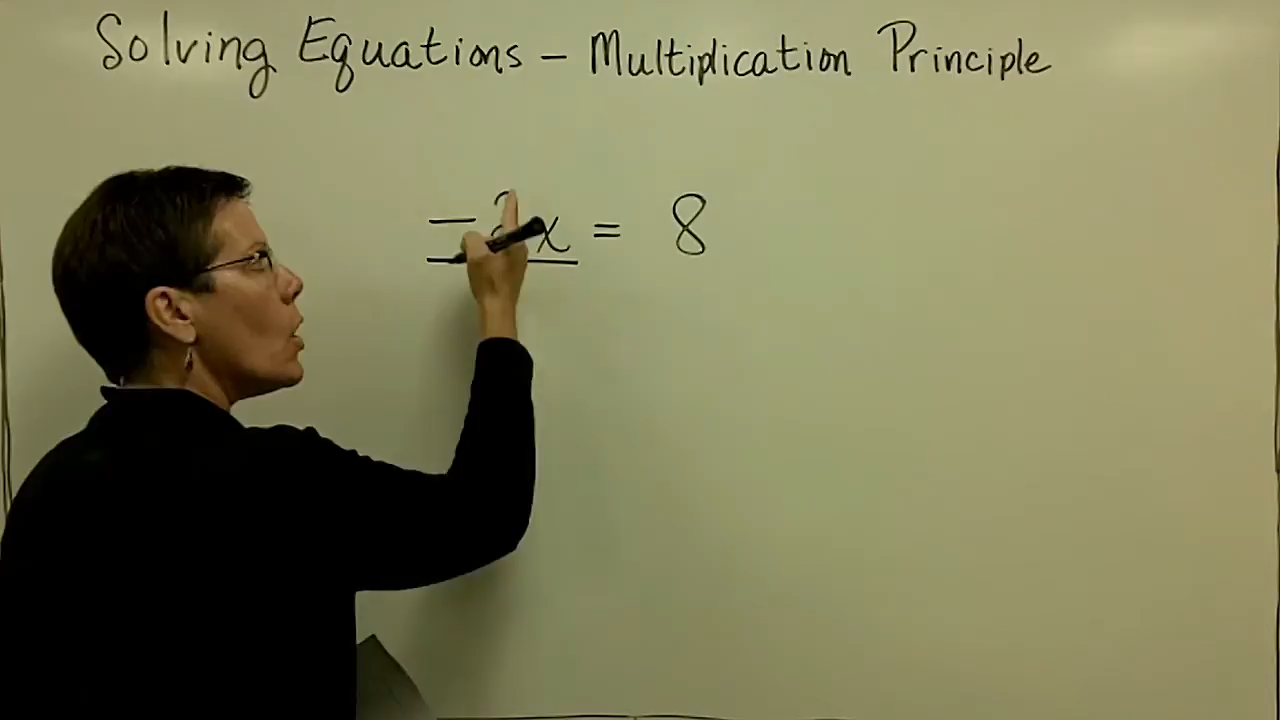 Solving Equations – Multiplication Principle
x = 8